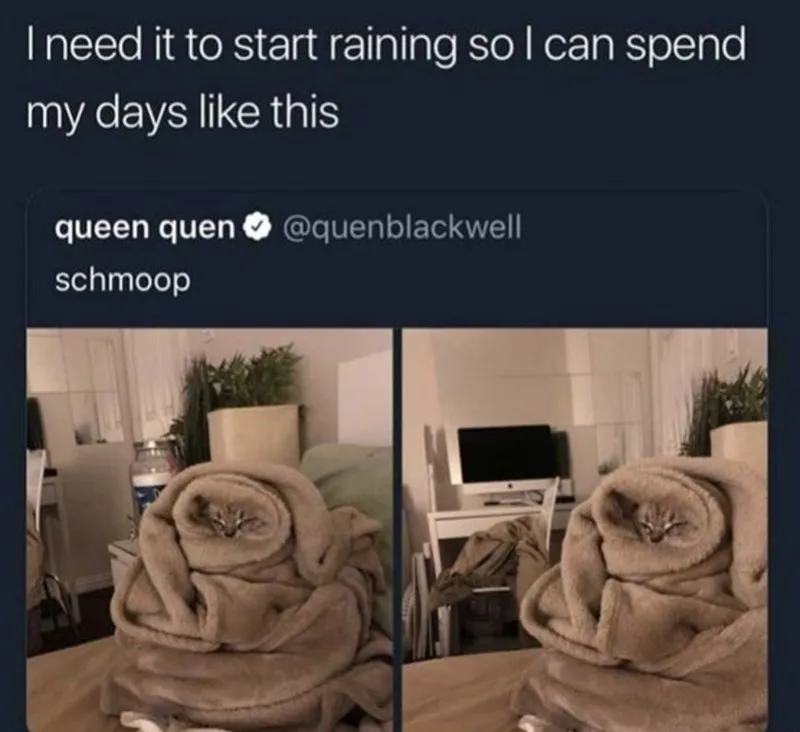 I need it to start raining so I can spend
my days like this
queen quen @quenblackwell
schmoop